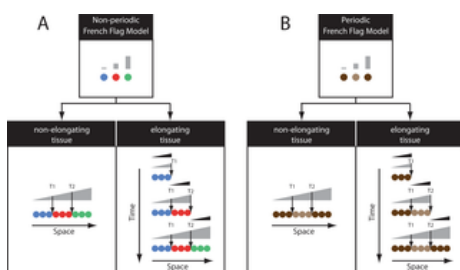 A
Non-periodic
French Flag Model
non-elongating
tissue
elongating
tissue
T1
T2
Space
Time
T1
T1
T2
T1
T2
Space
B
Periodic
French Flag Model
non-elongating
tissue
elongating
tissue
T1
T2
Space
Time
T1
T1
T2
T1
T2
Space